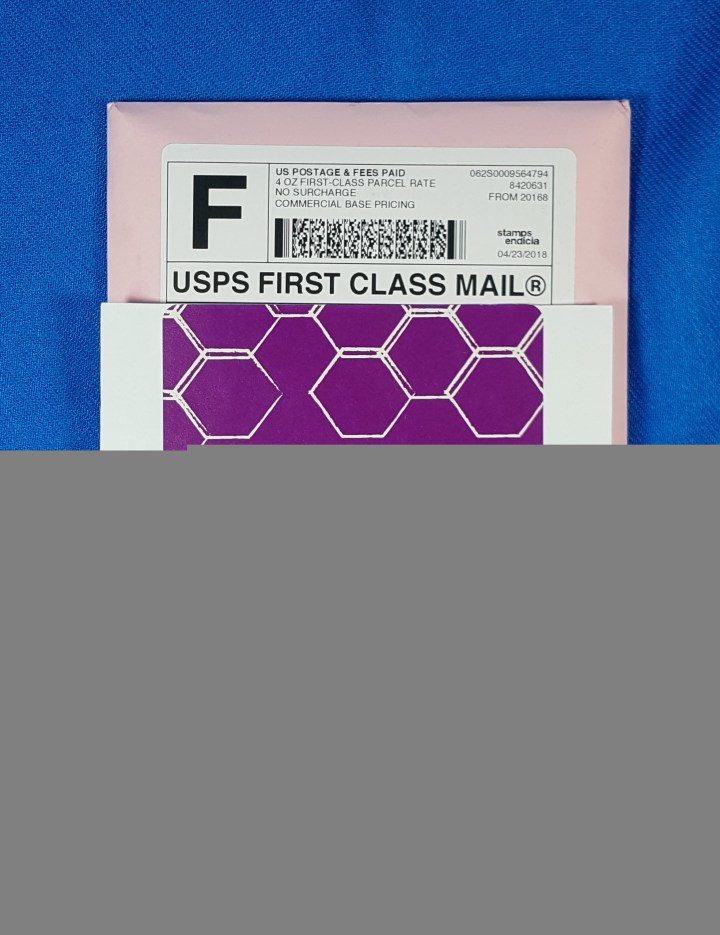 F
US POSTAGE & FEES PAID
4 OZ FIRST-CLASS PARCEL RATE
NO SURCHARGE
COMMERCIAL BASE PRICING
062S0009564794
8420631
FROM 20168
stamps
endicia
04/23/2018
USPS FIRST CLASS MAIL®